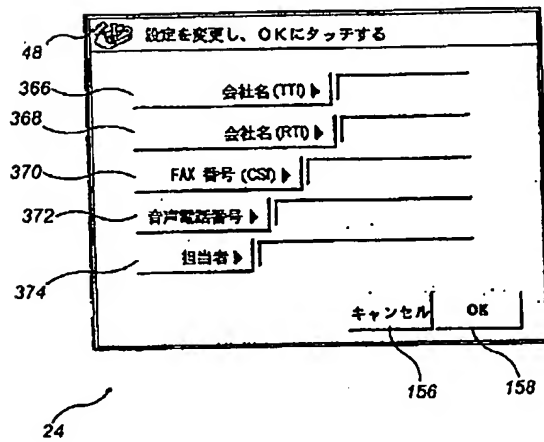 48 設定を変更し、OKにタッチする
366 会社名(TTI)▶
368 会社名(RTI)▶
370 FAX 番号(CSI)▶
372 音声電話番号▶
374 担当者▶
キャンセル OK
156 158
24